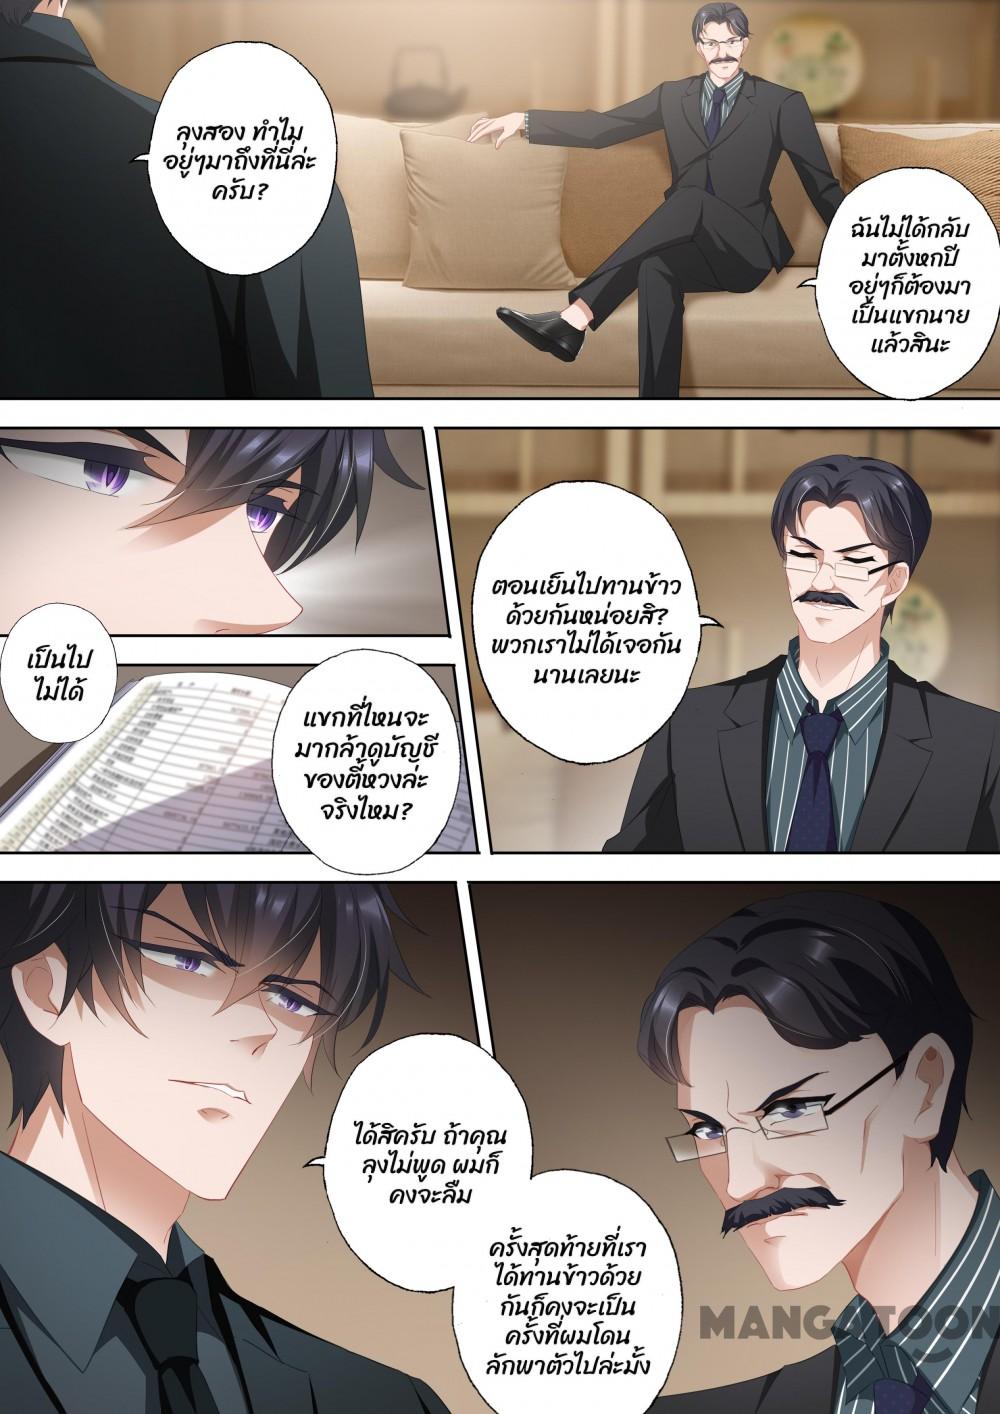 ลุงสอง ทำไม
อยู่ๆมาถึงที่นี่ล่ะ
ครับ?
ฉันไม่ได้กลับ
มาตั้งหกปี
อยู่ๆก็ต้องมา
เป็นแขกนาย
แล้วสินะ
ตอนเย็นไปทานข้าว
ด้วยกันหน่อยสิ?
พวกเราไม่ได้เจอกัน
นานเลยนะ
เป็นไป
ไม่ได้
แขกที่ไหนจะ
มากล้าดูบัญชี
ของตี้หวงล่ะ
จริงไหม?
ได้สิครับ ถ้าคุณ
ลุงไม่พูด ผมก็
คงจะลืม
ครั้งสุดท้ายที่เรา
ได้ทานข้าวด้วย
กันก็คงจะเป็น
ครั้งที่ผมโดน
ลักพาตัวไปล่ะมั้ง
MANGATOON